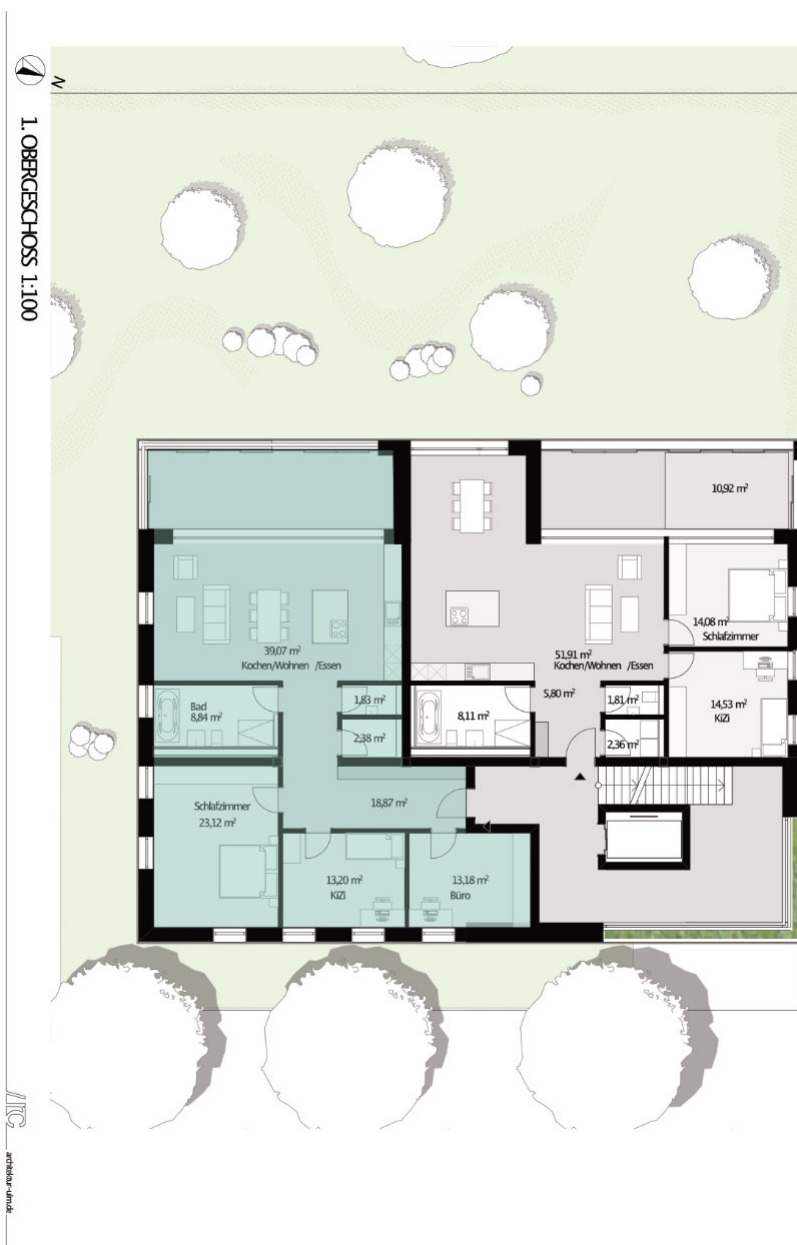 N
1. OBERGESCHOSS 1:100
10,92 m²
14,08 m²
Schlafzimmer
39,07 m²
Kochen/Wohnen /Essen
51,91 m²
Kochen/Wohnen /Essen
Bad
8,84 m²
1,83 m²
8,11 m²
5,80 m²
1,81 m²
14,53 m²
KiZi
2,38 m²
2,36 m²
Schlafzimmer
23,12 m²
18,87 m²
13,20 m²
KiZi
13,18 m²
Büro
architektur-ulm.de